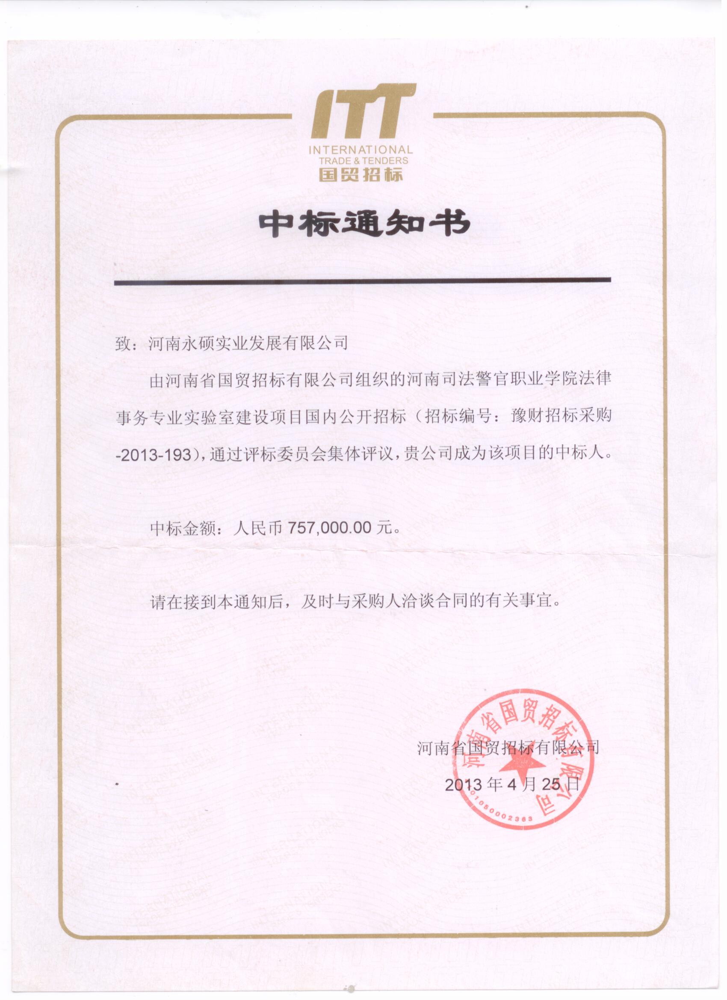 ITT
INTERNATIONAL
TRADE & TENDERS
国贸招标
中标通知书
致：河南永硕实业发展有限公司
由河南省国贸招标有限公司组织的河南司法警官职业学院法律
事务专业实验室建设项目国内公开招标（招标编号：豫财招标采购
-2013-193），通过评标委员会集体评议，贵公司成为该项目的中标人。
中标金额：人民币 757,000.00 元。
请在接到本通知后，及时与采购人洽谈合同的有关事宜。
河南省国贸招标有限公司
2013 年 4 月 25 日
河南省国贸招标有限公司
010500002363